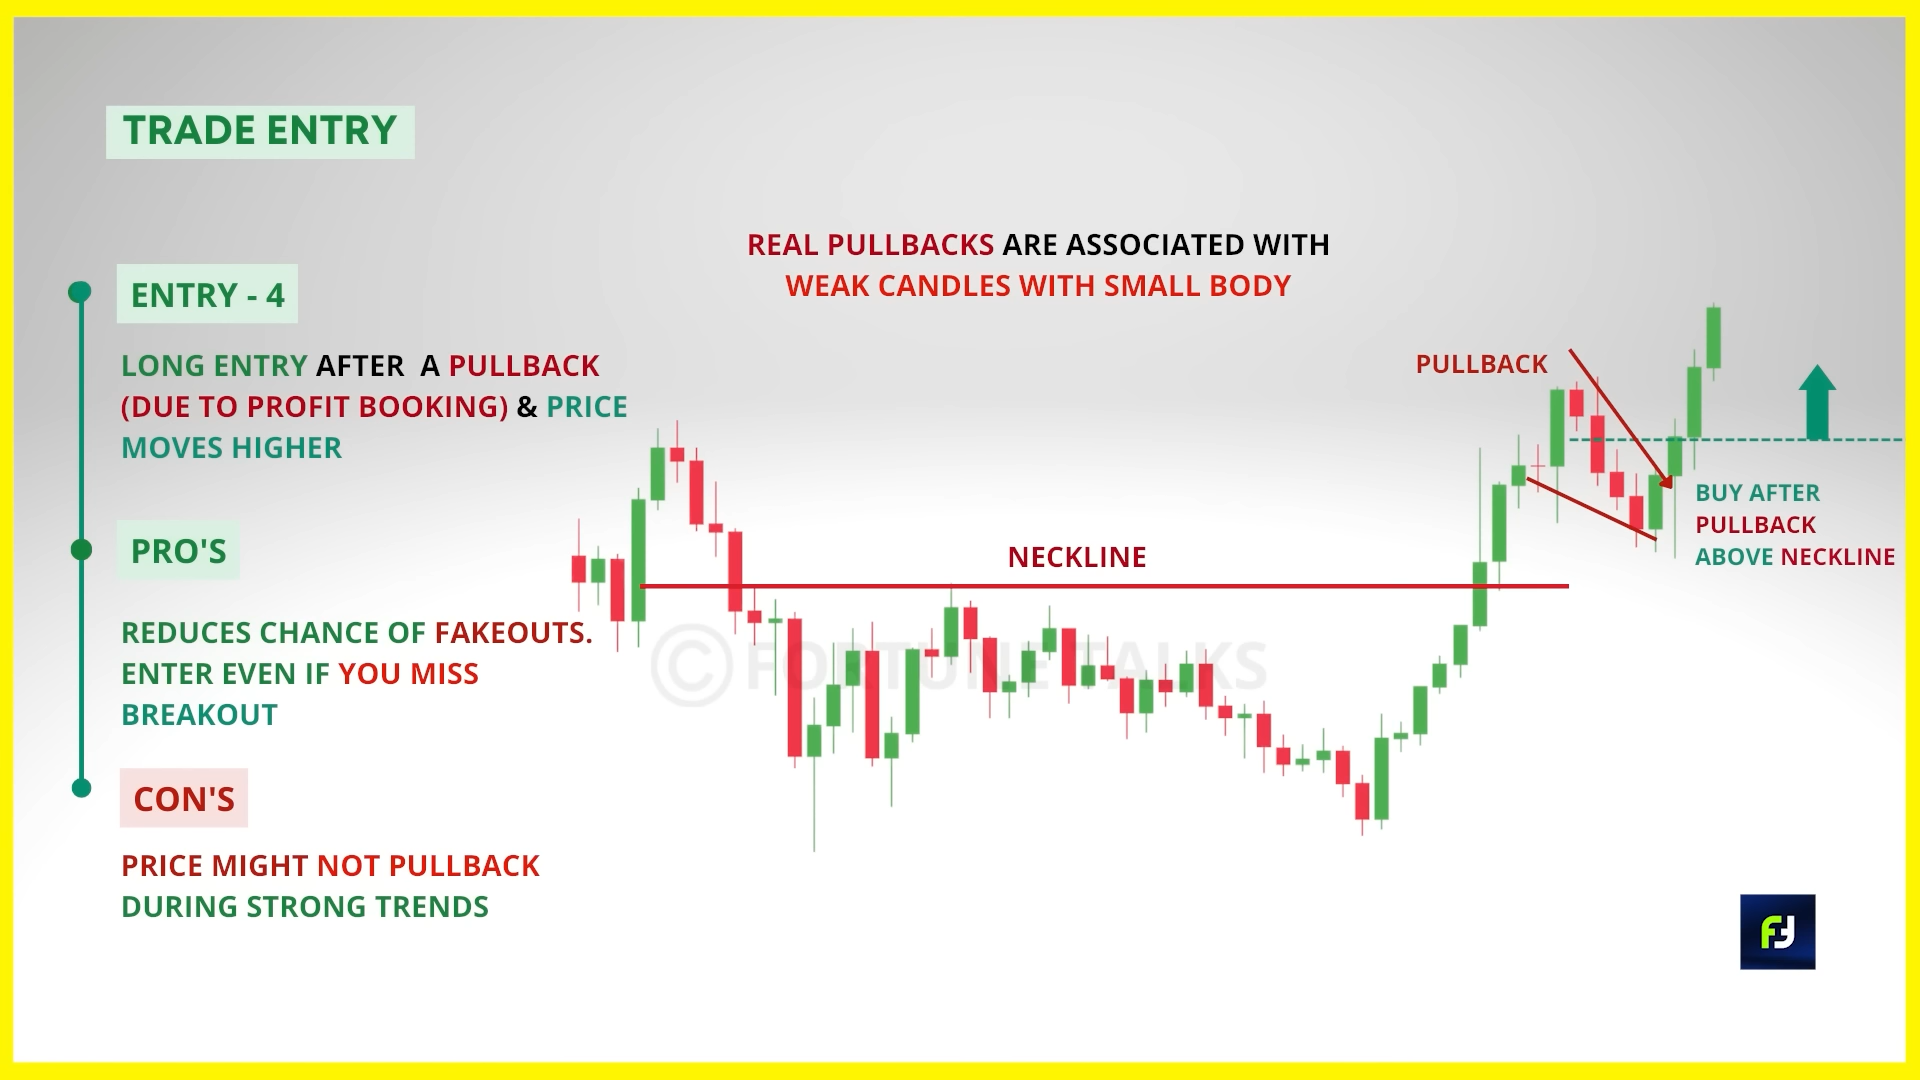 TRADE ENTRY
REAL PULLBACKS ARE ASSOCIATED WITH
WEAK CANDLES WITH SMALL BODY
ENTRY - 4
LONG ENTRY AFTER A PULLBACK
(DUE TO PROFIT BOOKING) & PRICE
MOVES HIGHER
PRO'S
REDUCES CHANCE OF FAKEOUTS.
ENTER EVEN IF YOU MISS
BREAKOUT
CON'S
PRICE MIGHT NOT PULLBACK
DURING STRONG TRENDS
PULLBACK
BUY AFTER
PULLBACK
ABOVE NECKLINE
NECKLINE
© FORTUNE TALKS